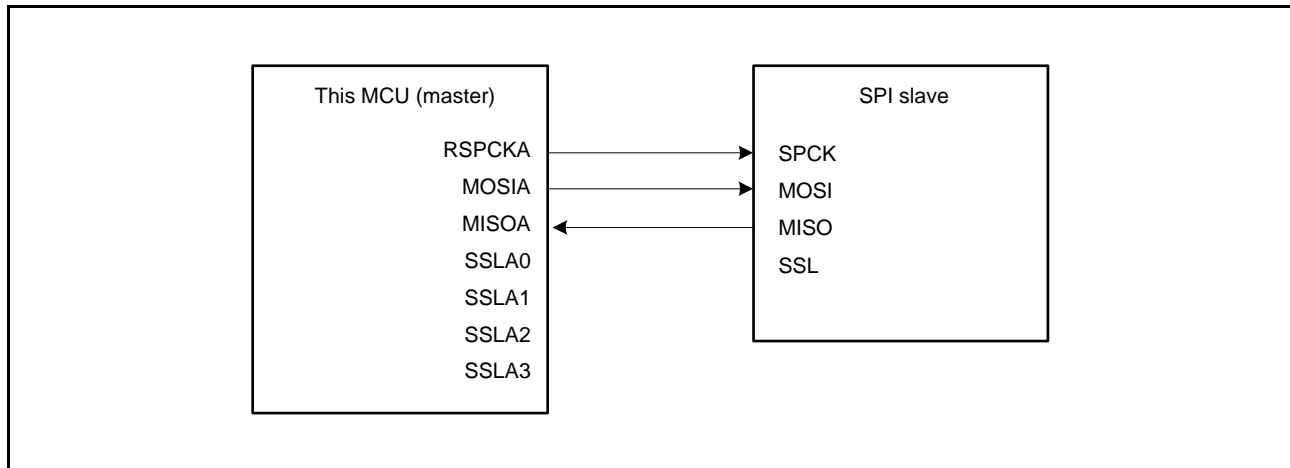 This MCU (master)
RSPCKA
MOSIA
MISOA
SSLA0
SSLA1
SSLA2
SSLA3
SPI slave
SPCK
MOSI
MISO
SSL